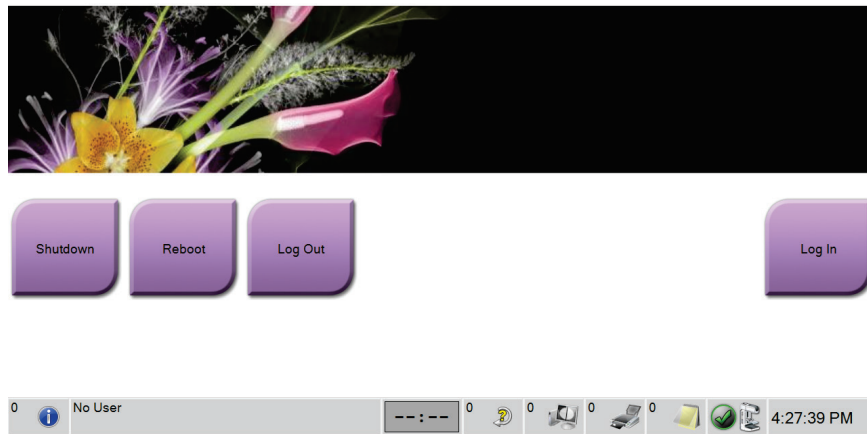 Shutdown
Reboot
Log Out
Log In
0
No User
--:--
0
0
0
0
4:27:39 PM